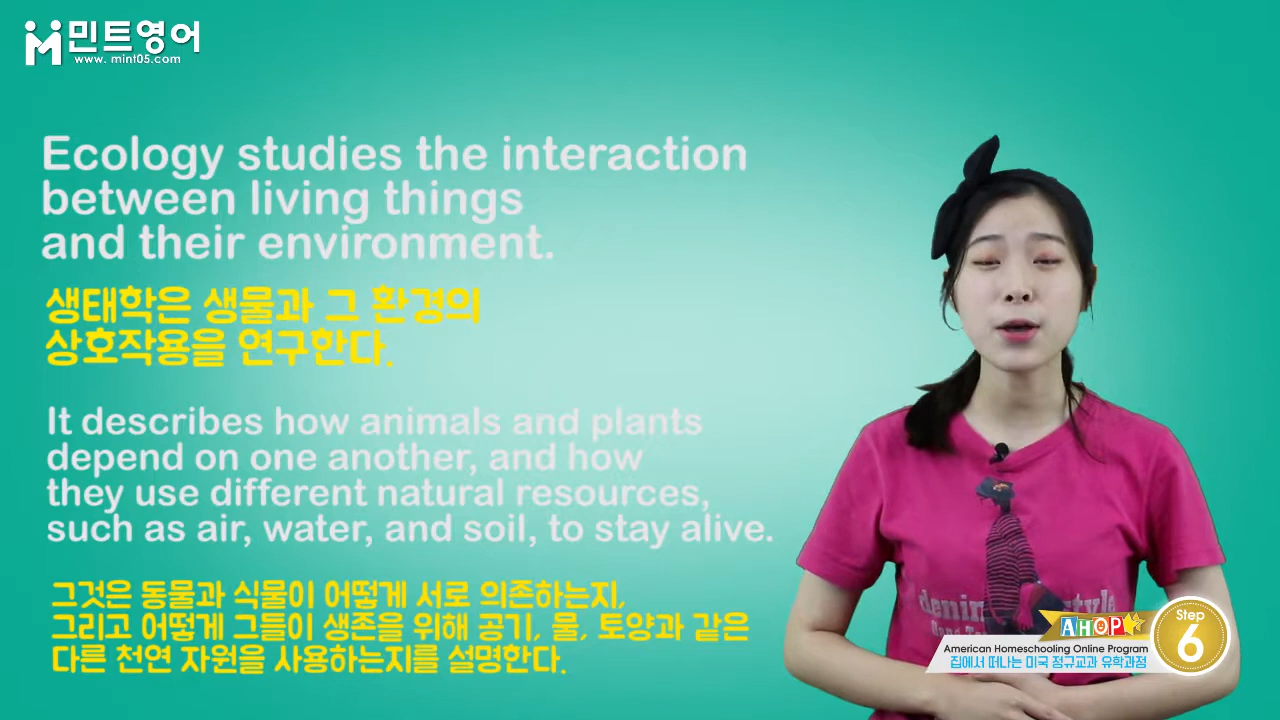 민트영어
www. mint05.com
Ecology studies the interaction
between living things
and their environment.
생태학은 생물과 그 환경의
상호작용을 연구한다.
It describes how animals and plants
depend on one another, and how
they use different natural resources,
such as air, water, and soil, to stay alive.
그것은 동물과 식물이 어떻게 서로 의존하는지,
그리고 어떻게 그들이 생존을 위해 공기, 물, 토양과 같은
다른 천연 자원을 사용하는지를 설명한다.
AHOP
Step
6
American Homeschooling Online Program
집에서 떠나는 미국 정규교과 유학과정